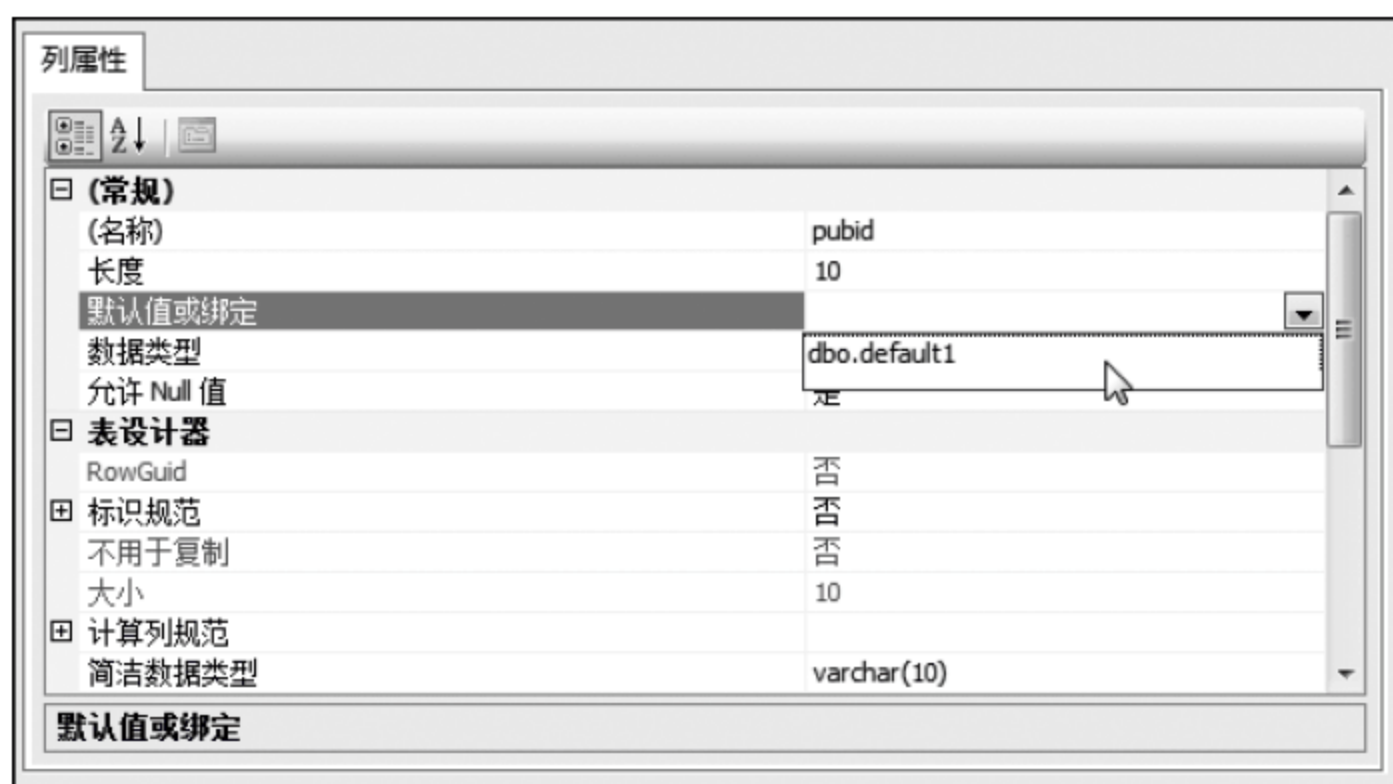 列属性
(常规)
(名称) pubid
长度 10
默认值或绑定
数据类型 dbo.default1
允许 Null 值 是
表设计器
RowGuid 否
标识规范 否
不用于复制 否
大小 10
计算列规范
简洁数据类型 varchar(10)
默认值或绑定